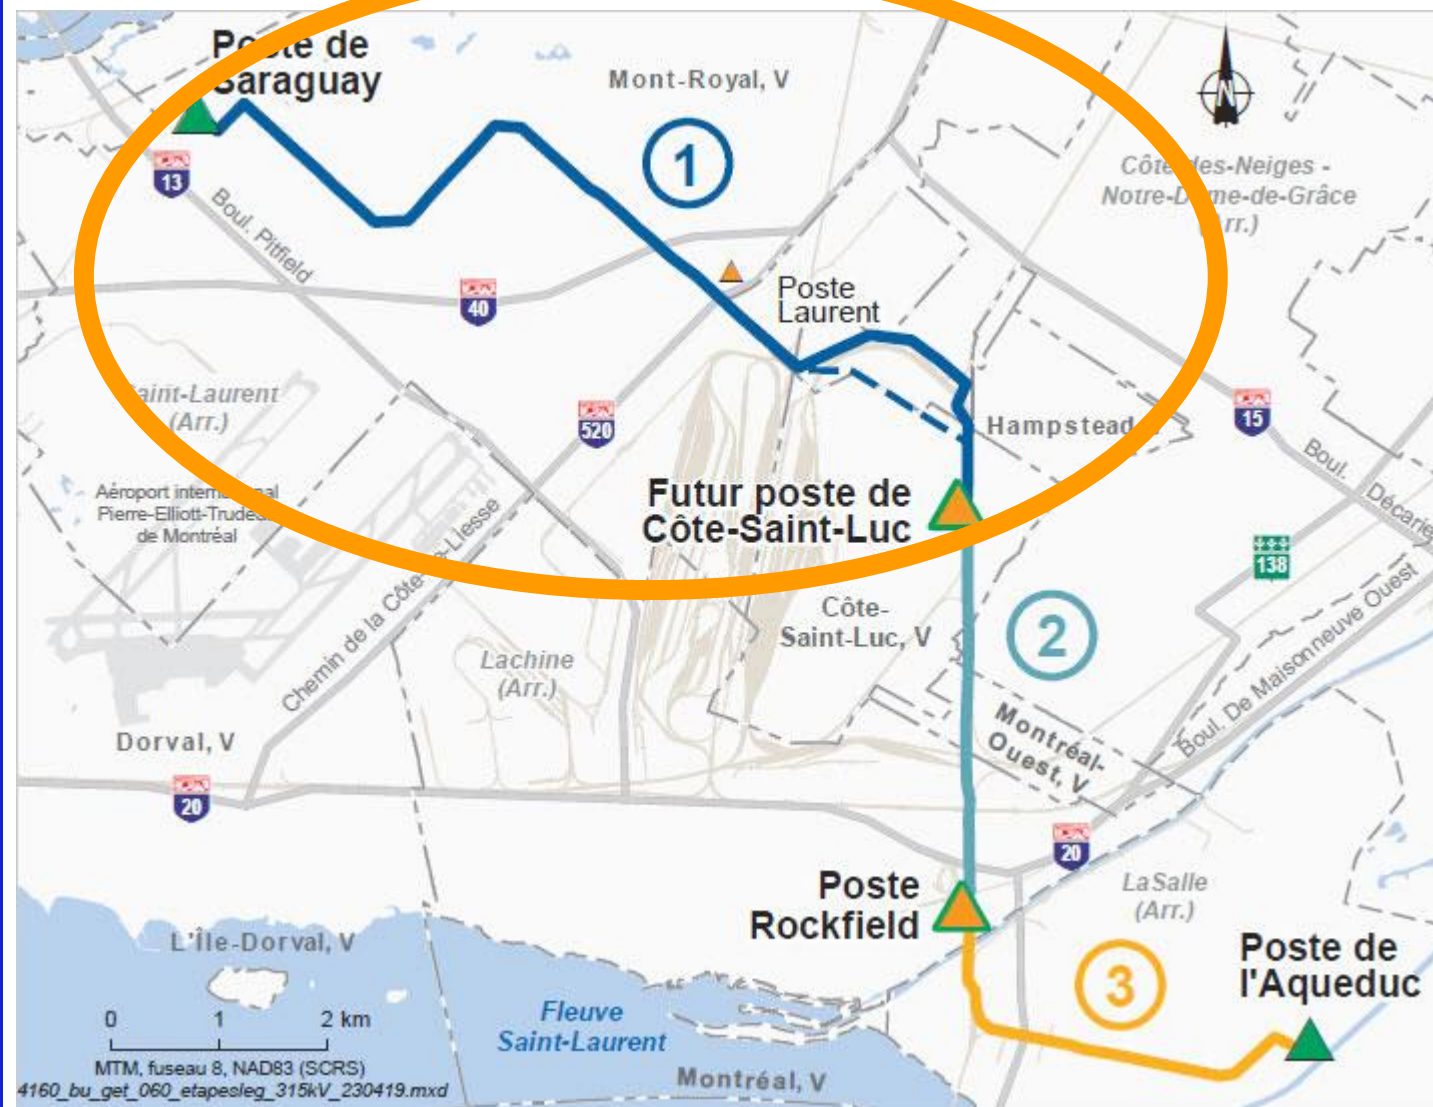 Poste de
Saraguay
Mont-Royal, V
N
1
Côte-des-Neiges -
Notre-Dame-de-Grâce
(Arr.)
13
Boul. Pitfield
40
Poste
Laurent
Saint-Laurent
(Arr.)
520
Hampstead
15
Boul. Décarie
Aéroport international
Pierre-Elliott-Trudeau
de Montréal
Futur poste de
Côte-Saint-Luc
138
Chemin de la Côte-de-Liesse
Côte-
Saint-Luc, V
2
Boul. De Maisonneuve Ouest
Lachine
(Arr.)
Montréal-
Ouest, V
Dorval, V
20
20
Poste
Rockfield
LaSalle
(Arr.)
L'Île-Dorval, V
Poste de
l'Aqueduc
3
0 1 2 km
Fleuve
Saint-Laurent
MTM, fuseau 8, NAD83 (SCRS)
4160_bu_get_060_etapesleg_315kV_230419.mxd
Montréal, V